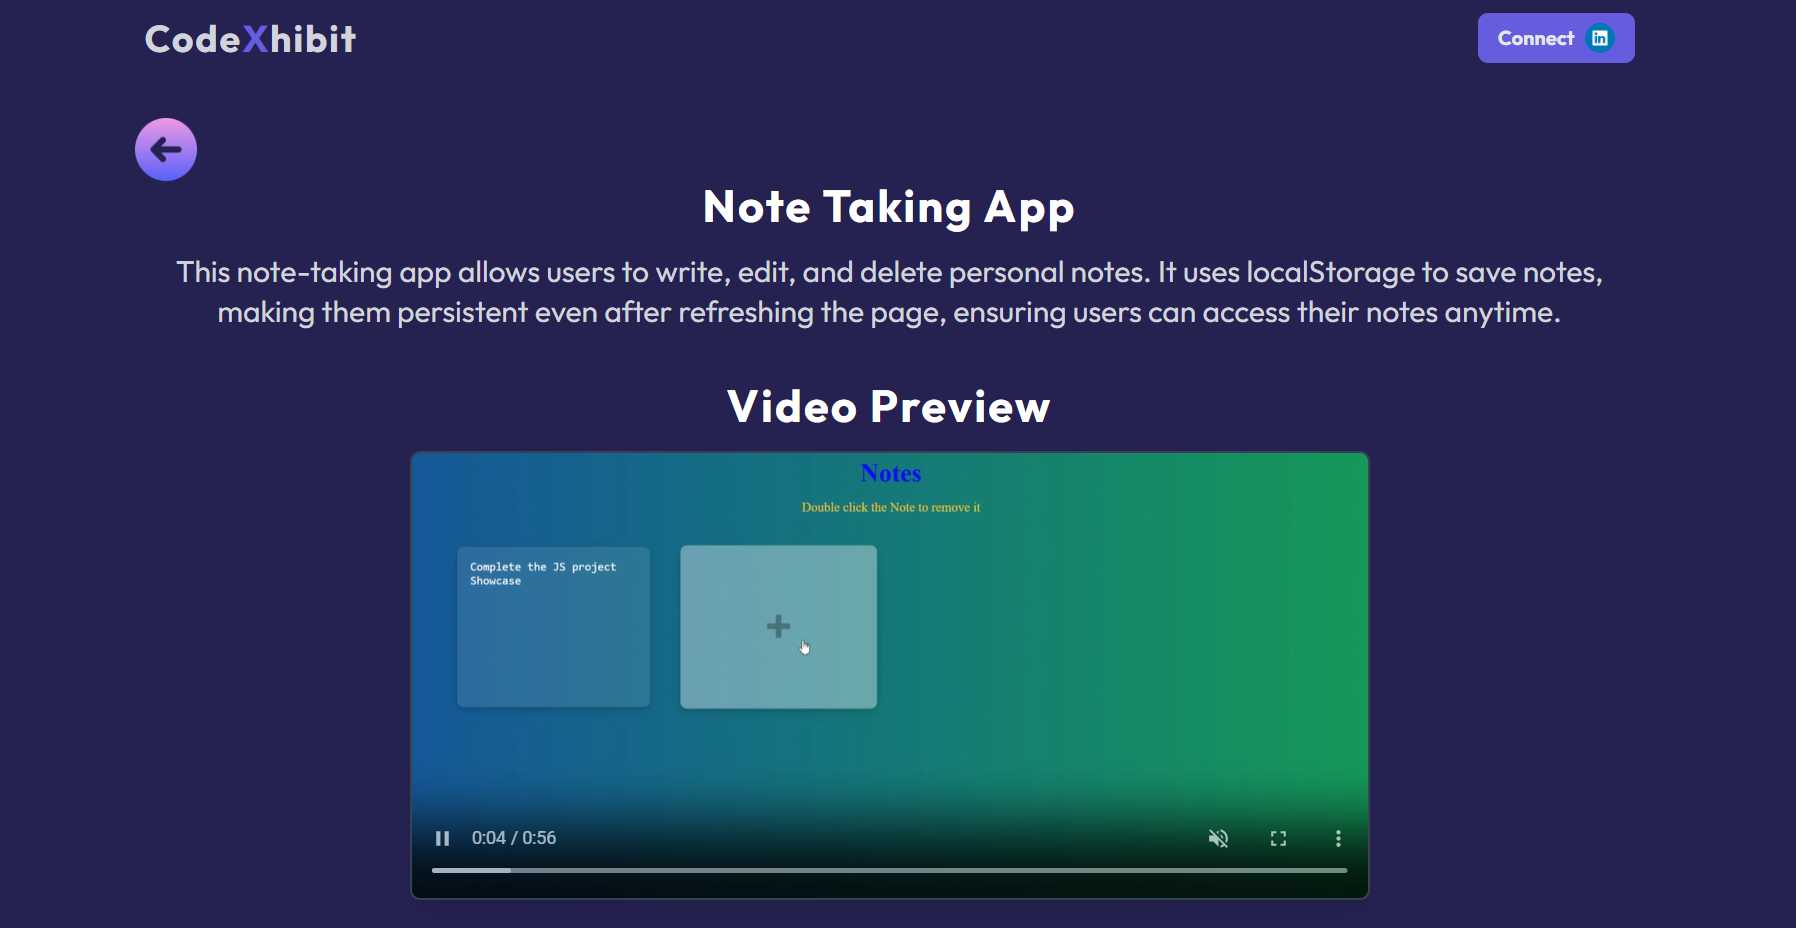 CodeXhibit
Connect in
Note Taking App
This note-taking app allows users to write, edit, and delete personal notes. It uses localStorage to save notes,
making them persistent even after refreshing the page, ensuring users can access their notes anytime.
Video Preview
Notes
Double click the Note to remove it
Complete the JS project
Showcase
0:04 / 0:56